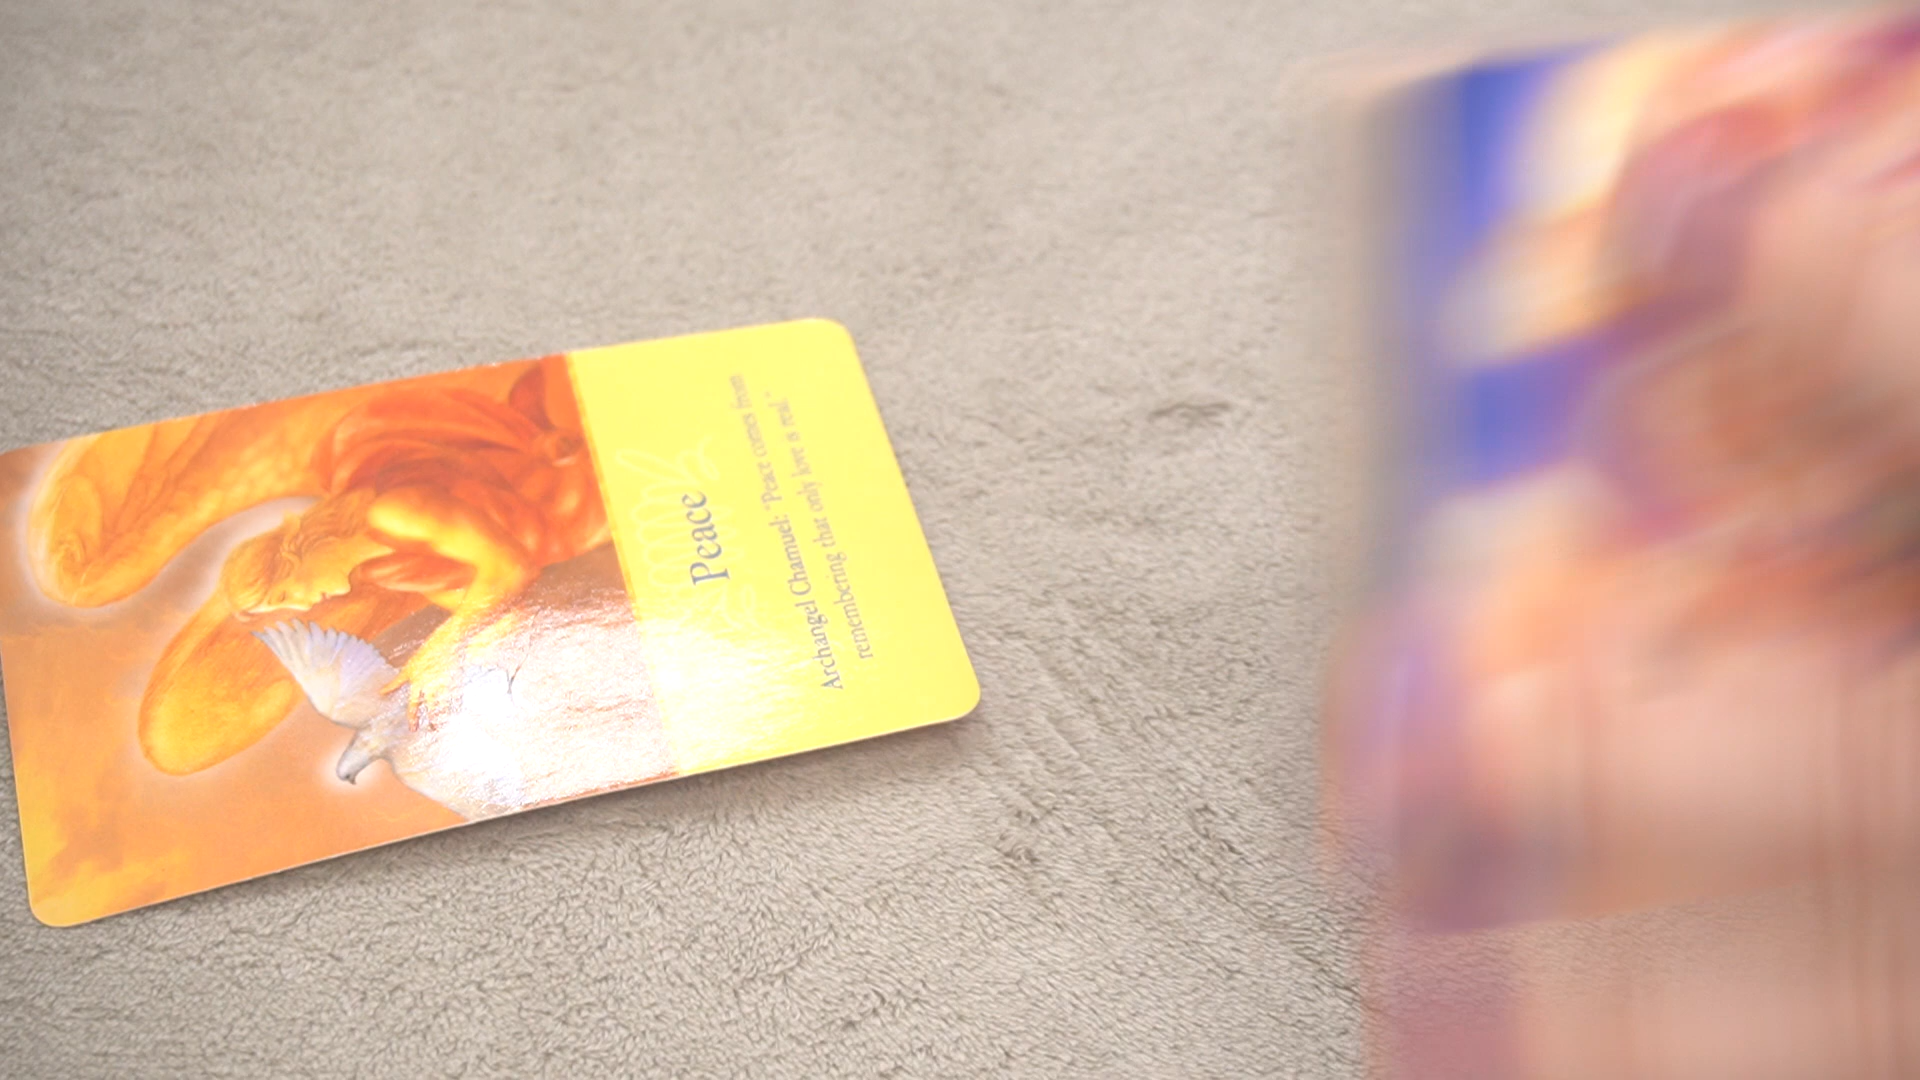 Peace
Archangel Chamuel: "Peace comes from
remembering that only love is real."